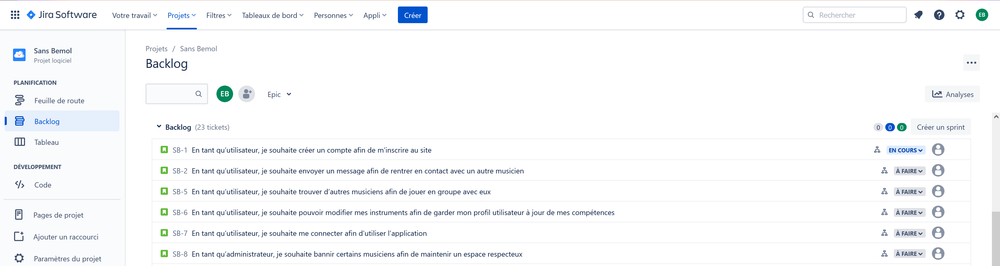 Jira Software Votre travail Projets Filtres Tableaux de bord Personnes Appli Créer Rechercher EB
Sans Bemol
Projet logiciel
PLANIFICATION
Feuille de route
Backlog
Tableau
DÉVELOPPEMENT
Code
Pages de projet
Ajouter un raccourci
Paramètres du projet
Projets / Sans Bemol
Backlog
EB Epic Analyses
Backlog (23 tickets) 0 0 0 Créer un sprint
SB-1 En tant qu’utilisateur, je souhaite créer un compte afin de m’inscrire au site EN COURS
SB-2 En tant qu’utilisateur, je souhaite envoyer un message afin de rentrer en contact avec un autre musicien À FAIRE
SB-5 En tant qu’utilisateur, je souhaite trouver d’autres musiciens afin de jouer en groupe avec eux À FAIRE
SB-6 En tant qu’utilisateur, je souhaite pouvoir modifier mes instruments afin de garder mon profil utilisateur à jour de mes compétences À FAIRE
SB-7 En tant qu’utilisateur, je souhaite me connecter afin d’utiliser l’application À FAIRE
SB-8 En tant qu’administrateur, je souhaite bannir certains musiciens afin de maintenir un espace respecteux À FAIRE